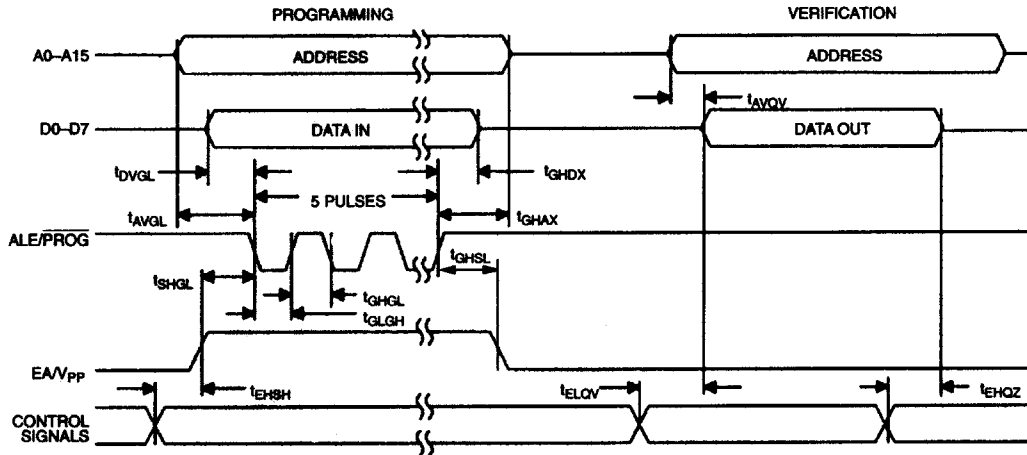 PROGRAMMING
VERIFICATION
A0–A15
ADDRESS
ADDRESS
tAVQV
D0–D7
DATA IN
DATA OUT
tDVGL
tGHDX
5 PULSES
tAVGL
tGHAX
ALE/PROG
tSHGL
tGHSL
tGHGL
tGLGH
EA/VPP
tEHSH
tELQV
tEHQZ
CONTROL
SIGNALS